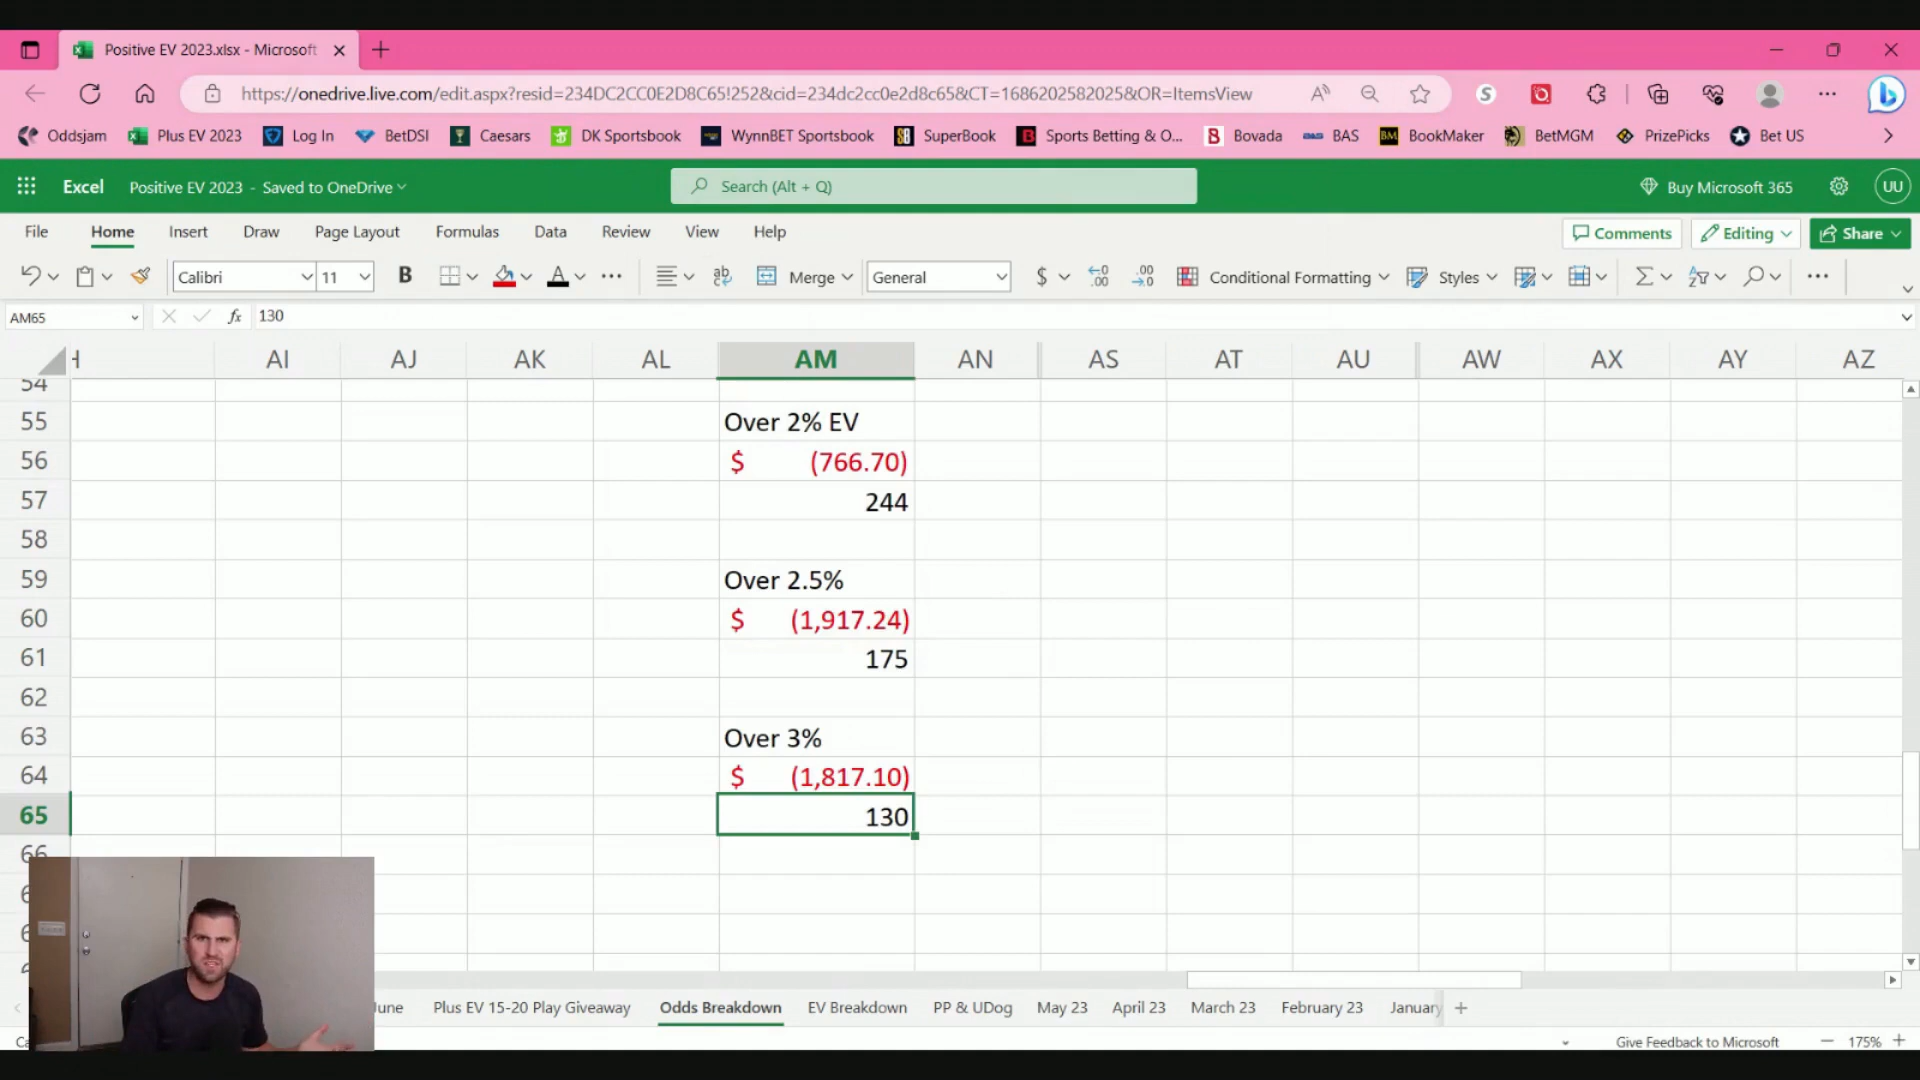 Positive EV 2023.xlsx - Microsoft
https://onedrive.live.com/edit.aspx?resid=234DC2CC0E2D8C65!252&cid=234dc2cc0e2d8c65&CT=1686202582025&OR=ItemsView
Oddsjam Plus EV 2023 Log In BetDSI Caesars DK Sportsbook WynnBET Sportsbook SuperBook Sports Betting & O... Bovada BAS BookMaker BetMGM PrizePicks Bet US
Excel Positive EV 2023 - Saved to OneDrive Search (Alt + Q) Buy Microsoft 365 UU
File Home Insert Draw Page Layout Formulas Data Review View Help Comments Editing Share
Calibri 11 B A ab Merge General $ Conditional Formatting Styles
AM65 fx 130
AI AJ AK AL AM AN AS AT AU AW AX AY AZ
54
55 Over 2% EV
56 $ (766.70)
57 244
58
59 Over 2.5%
60 $ (1,917.24)
61 175
62
63 Over 3%
64 $ (1,817.10)
65 130
66
June Plus EV 15-20 Play Giveaway Odds Breakdown EV Breakdown PP & UDog May 23 April 23 March 23 February 23 January
Give Feedback to Microsoft 175%